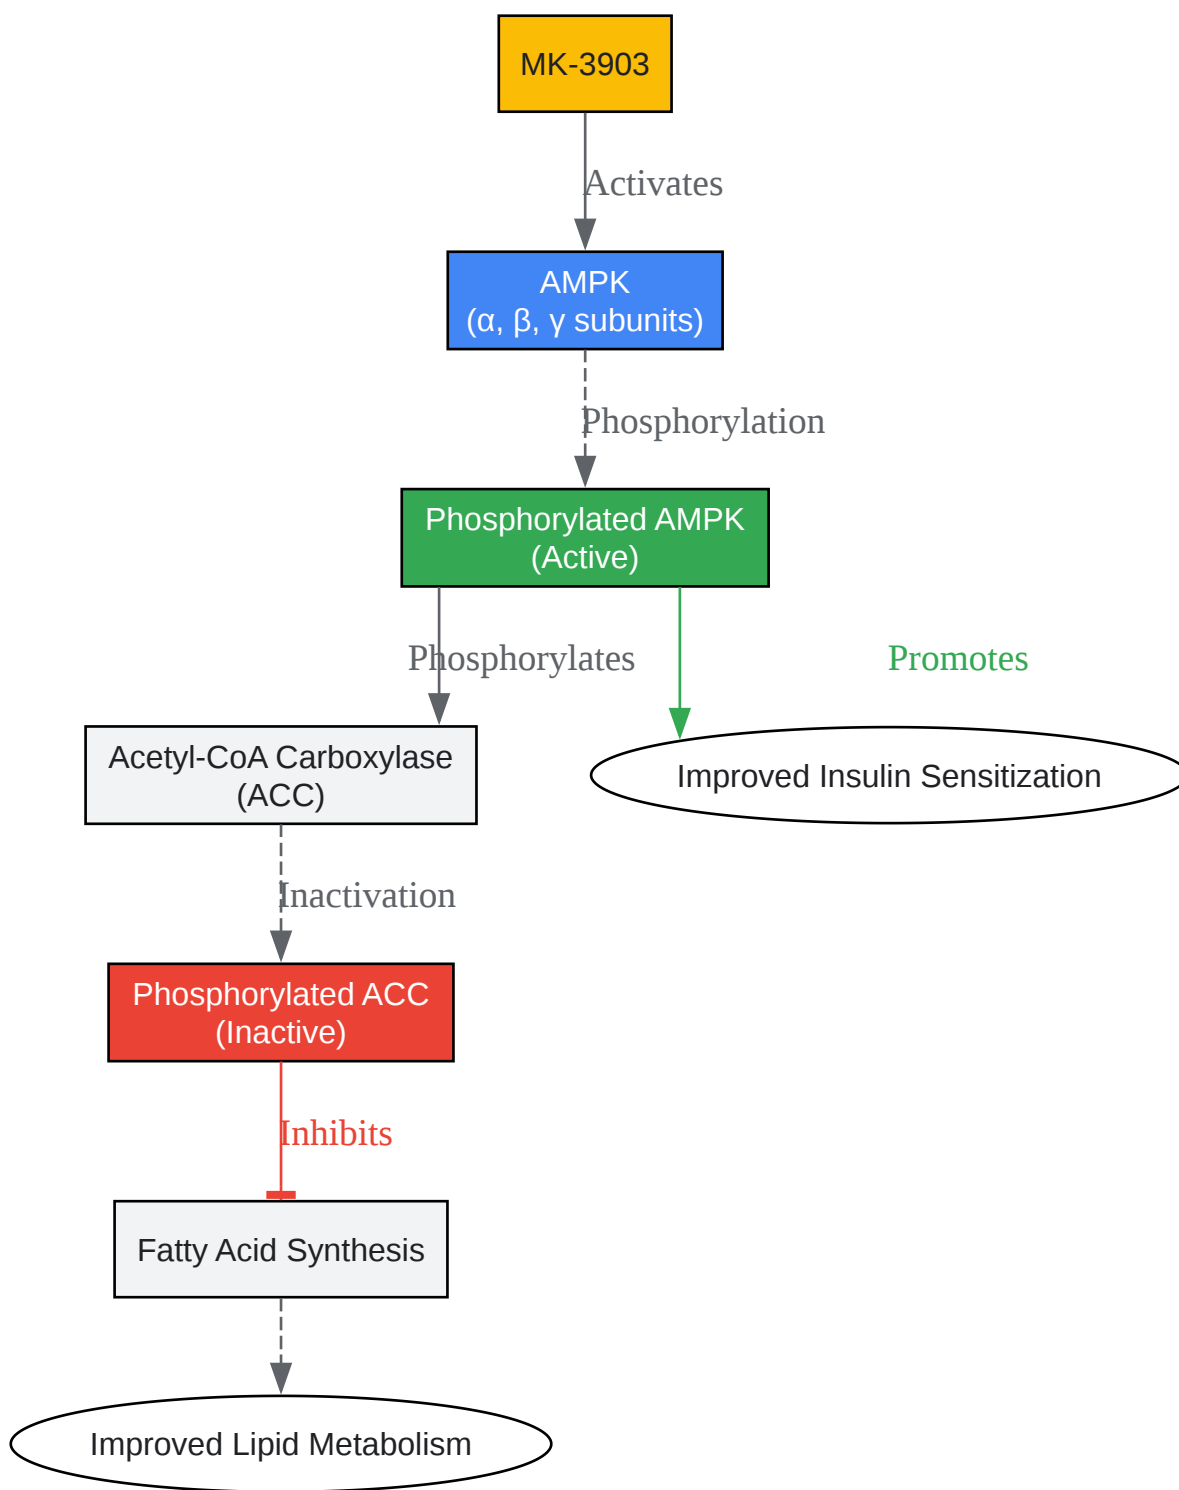 MK-3903
Activates
AMPK
(α, β, γ subunits)
Phosphorylation
Phosphorylated AMPK
(Active)
Phosphorylates
Promotes
Acetyl-CoA Carboxylase
(ACC)
Improved Insulin Sensitization
Inactivation
Phosphorylated ACC
(Inactive)
Inhibits
Fatty Acid Synthesis
Improved Lipid Metabolism